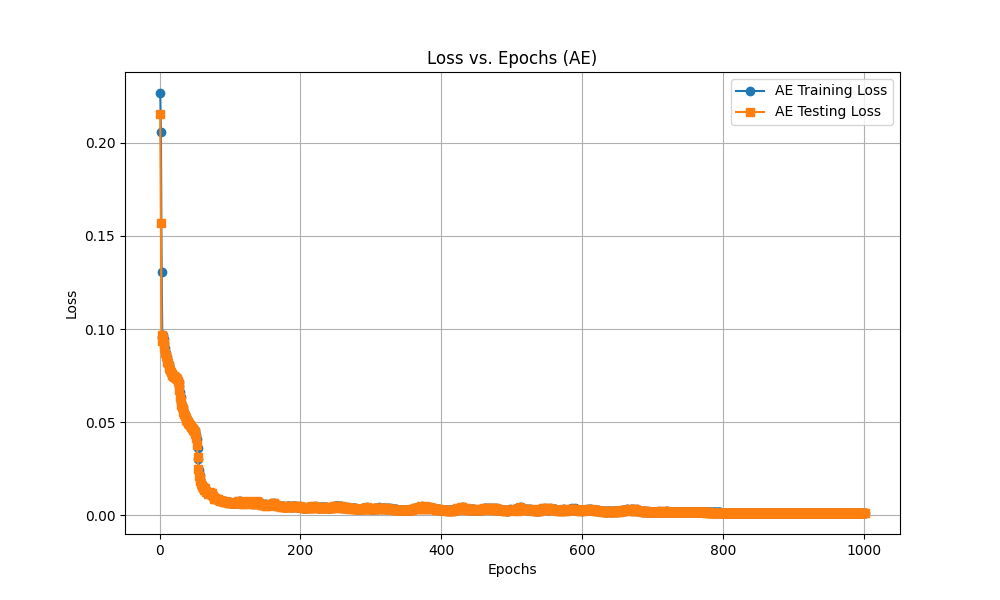 Loss vs. Epochs (AE)
AE Training Loss
AE Testing Loss
0.20
0.15
0.10
0.05
0.00
Loss
0 200 400 600 800 1000
Epochs